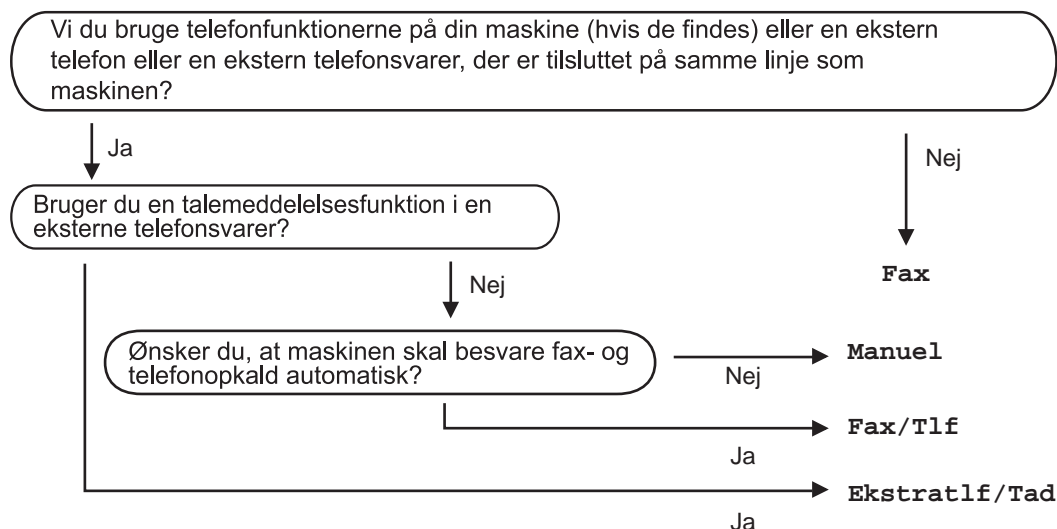 Vi du bruge telefonfunktionerne på din maskine (hvis de findes) eller en ekstern
telefon eller en ekstern telefonsvarer, der er tilsluttet på samme linje som
maskinen?
Ja
Nej
Bruger du en talemeddelelsesfunktion i en
eksterne telefonsvarer?
Fax
Nej
Ønsker du, at maskinen skal besvare fax- og
telefonopkald automatisk?
Manuel
Nej
Fax/Tlf
Ja
Ekstratlf/Tad
Ja